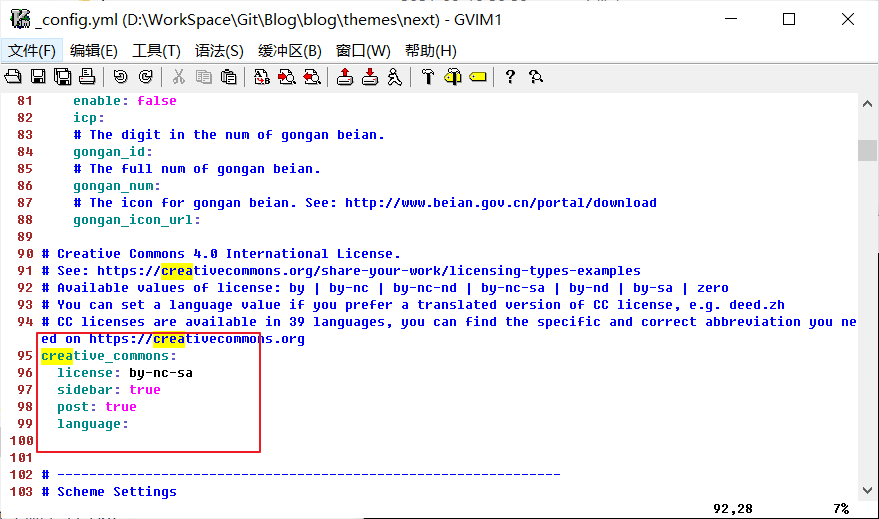 _config.yml (D:\WorkSpace\Git\Blog\blog\themes\next) - GVIM1
文件(F) 编辑(E) 工具(T) 语法(S) 缓冲区(B) 窗口(W) 帮助(H)
81     enable: false
82     icp:
83     # The digit in the num of gongan beian.
84     gongan_id:
85     # The full num of gongan beian.
86     gongan_num:
87     # The icon for gongan beian. See: http://www.beian.gov.cn/portal/download
88     gongan_icon_url:
89
90 # Creative Commons 4.0 International License.
91 # See: https://creativecommons.org/share-your-work/licensing-types-examples
92 # Available values of license: by | by-nc | by-nc-nd | by-nc-sa | by-nd | by-sa | zero
93 # You can set a language value if you prefer a translated version of CC license, e.g. deed.zh
94 # CC licenses are available in 39 languages, you can find the specific and correct abbreviation you ne
ed on https://creativecommons.org
95 creative_commons:
96   license: by-nc-sa
97   sidebar: true
98   post: true
99   language:
100
101
102 # ---------------------------------------------------------------
103 # Scheme Settings
92,28 7%